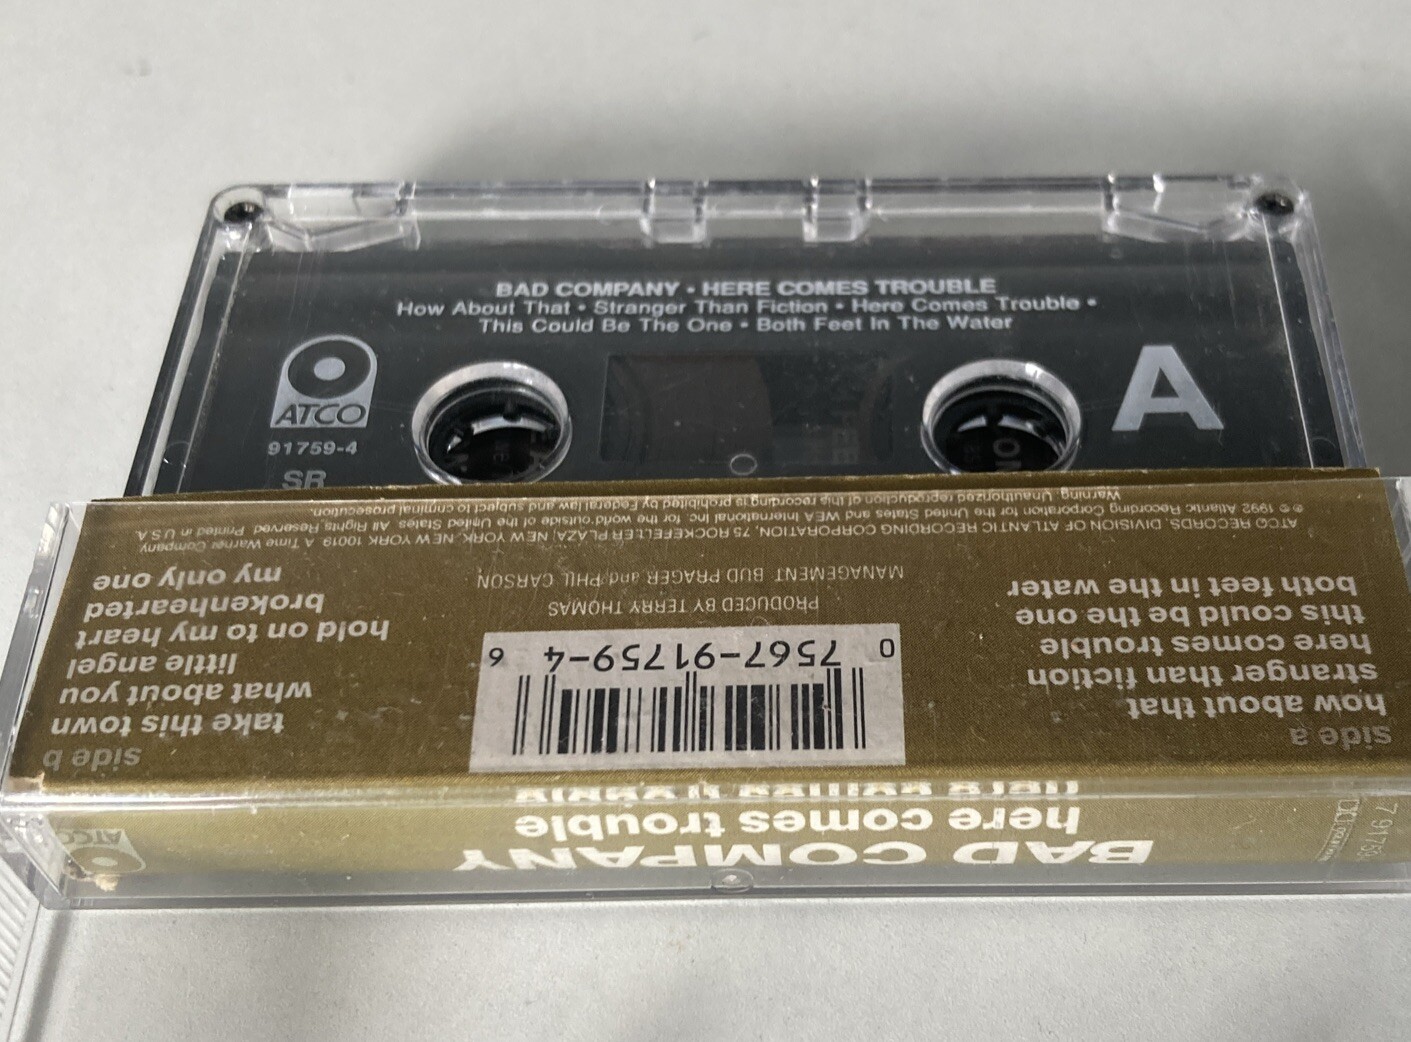 BAD COMPANY • HERE COMES TROUBLE
How About That • Stranger Than Fiction • Here Comes Trouble •
This Could Be The One • Both Feet In The Water
ATCO
91759-4
SR
A
BAD COMPANY
here comes trouble
ATCO
7 91759
side a
how about that
stranger than fiction
here comes trouble
this could be the one
both feet in the water
0 7567-91759-4 6
PRODUCED BY TERRY THOMAS
MANAGEMENT BUD PRAGER and PHIL CARSON
side b
take this town
what about you
little angel
hold on to my heart
brokenhearted
my only one
ATCO RECORDS, DIVISION OF ATLANTIC RECORDING CORPORATION, 75 ROCKEFELLER PLAZA, NEW YORK, NEW YORK 10019 A Time Warner Company
℗ © 1992 Atlantic Recording Corporation for the United States and WEA International Inc. for the world outside of the United States. All Rights Reserved. Printed in U.S.A.
Warning: Unauthorized reproduction of this recording is prohibited by Federal law and subject to criminal prosecution.